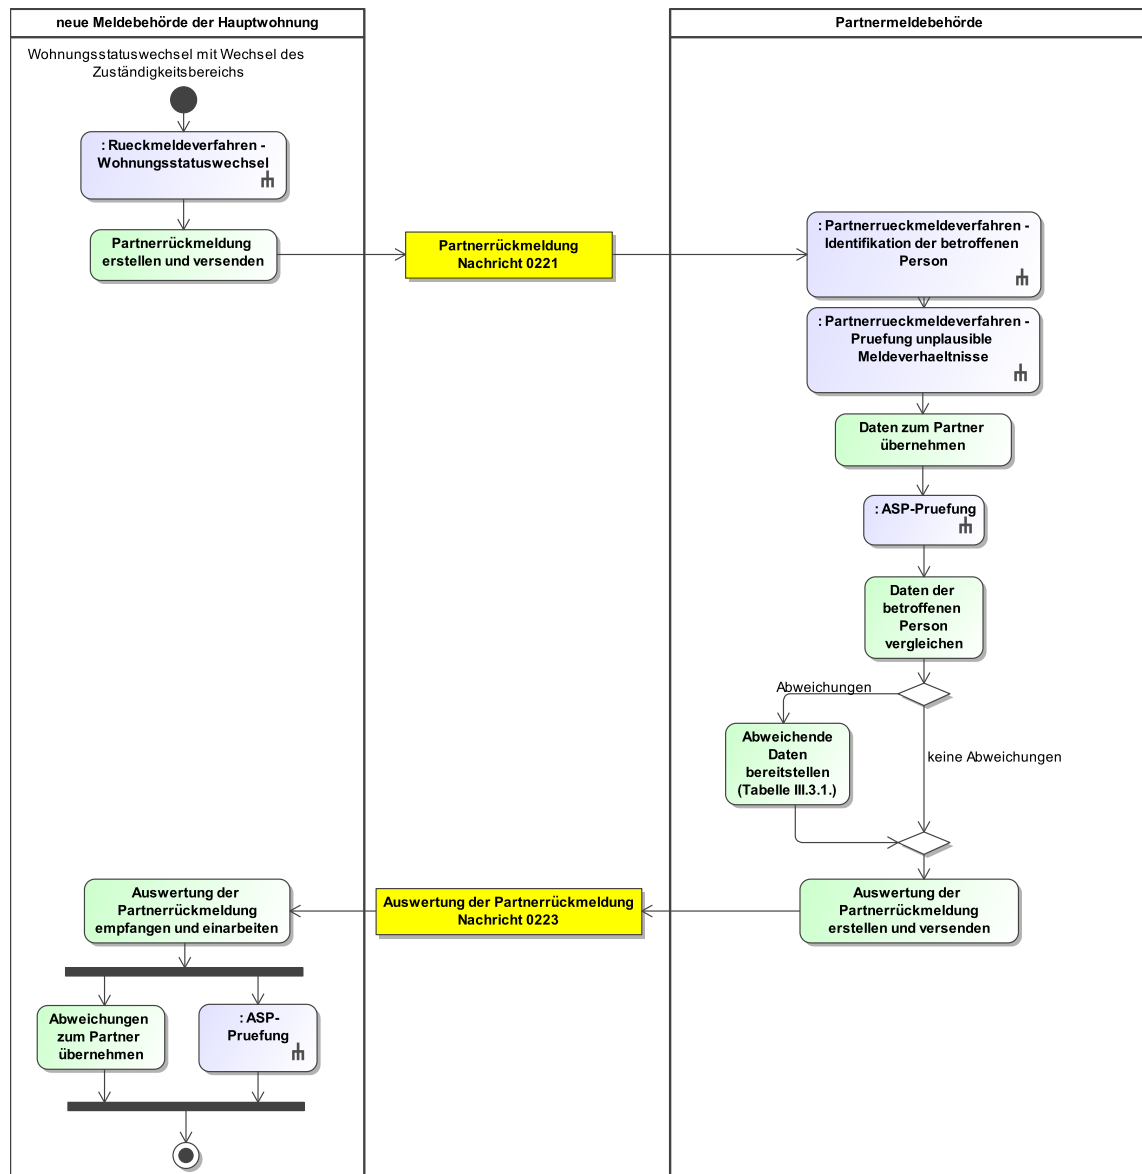 neue Meldebehörde der Hauptwohnung
Partnermeldebehörde
Wohnungsstatuswechsel mit Wechsel des
Zuständigkeitsbereichs
: Rueckmeldeverfahren -
Wohnungsstatuswechsel
Partnerrückmeldung
erstellen und versenden
Partnerrückmeldung
Nachricht 0221
: Partnerrueckmeldeverfahren -
Identifikation der betroffenen
Person
: Partnerrueckmeldeverfahren -
Pruefung unplausible
Meldeverhaeltnisse
Daten zum Partner
übernehmen
: ASP-Pruefung
Daten der
betroffenen
Person
vergleichen
Abweichungen
Abweichende
Daten
bereitstellen
(Tabelle III.3.1.)
keine Abweichungen
Auswertung der
Partnerrückmeldung
erstellen und versenden
Auswertung der Partnerrückmeldung
Nachricht 0223
Auswertung der
Partnerrückmeldung
empfangen und einarbeiten
Abweichungen
zum Partner
übernehmen
: ASP-
Pruefung